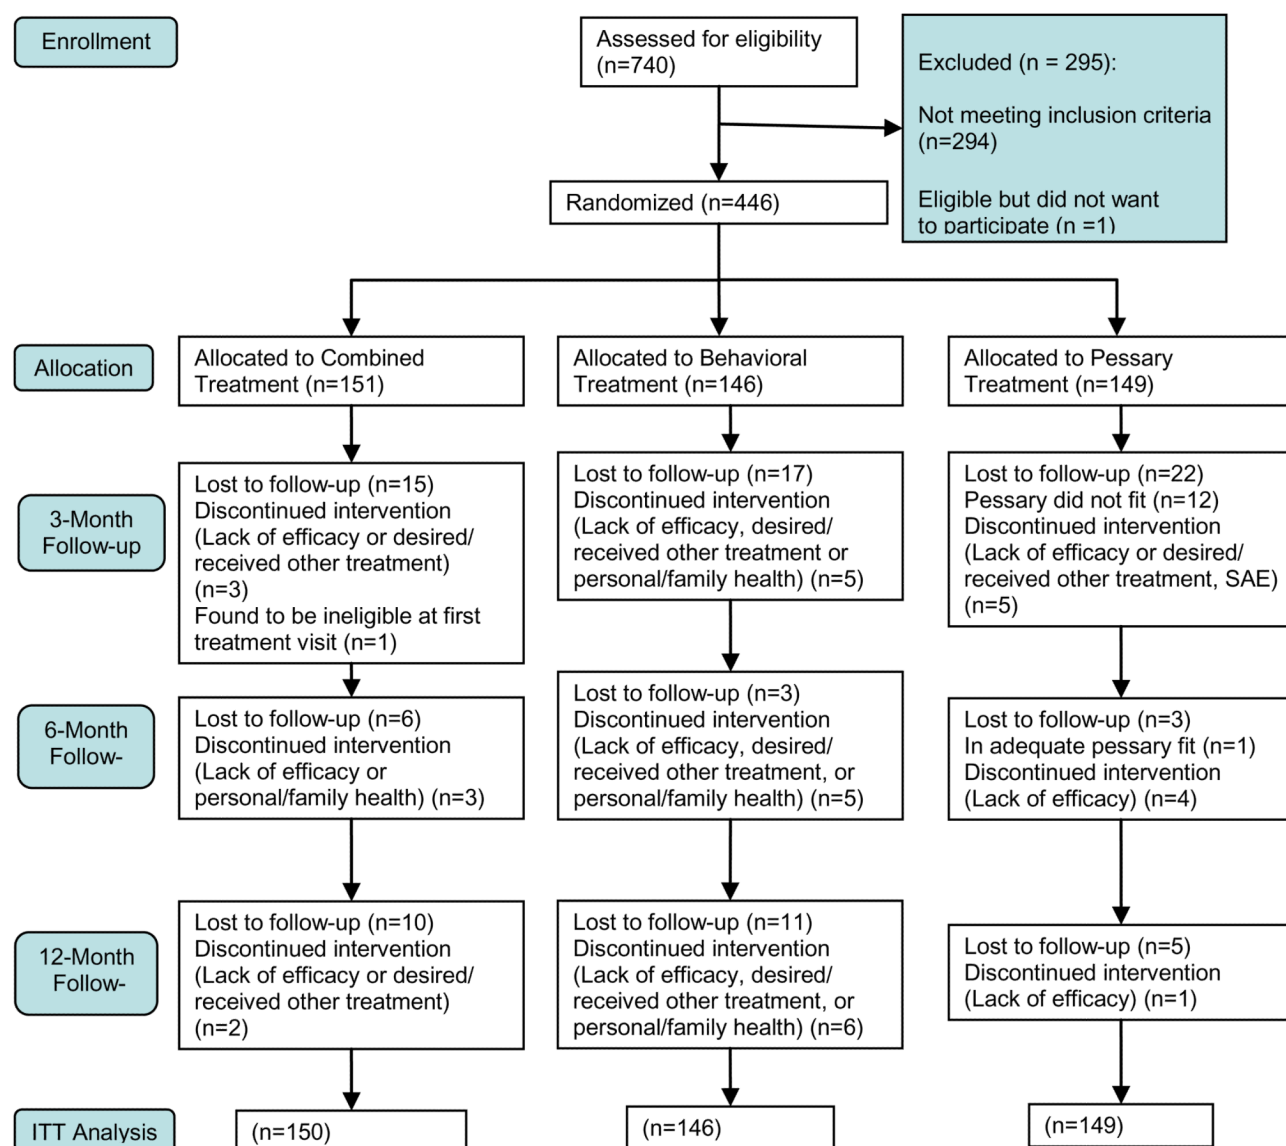 Enrollment
Assessed for eligibility
(n=740)
Excluded (n = 295):
Not meeting inclusion criteria
(n=294)
Eligible but did not want
to participate (n =1)
Randomized (n=446)
Allocation
Allocated to Combined
Treatment (n=151)
Allocated to Behavioral
Treatment (n=146)
Allocated to Pessary
Treatment (n=149)
3-Month
Follow-up
Lost to follow-up (n=15)
Discontinued intervention
(Lack of efficacy or desired/
received other treatment)
(n=3)
Found to be ineligible at first
treatment visit (n=1)
Lost to follow-up (n=17)
Discontinued intervention
(Lack of efficacy, desired/
received other treatment or
personal/family health) (n=5)
Lost to follow-up (n=22)
Pessary did not fit (n=12)
Discontinued intervention
(Lack of efficacy or desired/
received other treatment, SAE)
(n=5)
6-Month
Follow-
Lost to follow-up (n=6)
Discontinued intervention
(Lack of efficacy or
personal/family health) (n=3)
Lost to follow-up (n=3)
Discontinued intervention
(Lack of efficacy, desired/
received other treatment, or
personal/family health) (n=5)
Lost to follow-up (n=3)
In adequate pessary fit (n=1)
Discontinued intervention
(Lack of efficacy) (n=4)
12-Month
Follow-
Lost to follow-up (n=10)
Discontinued intervention
(Lack of efficacy or desired/
received other treatment)
(n=2)
Lost to follow-up (n=11)
Discontinued intervention
(Lack of efficacy, desired/
received other treatment, or
personal/family health) (n=6)
Lost to follow-up (n=5)
Discontinued intervention
(Lack of efficacy) (n=1)
ITT Analysis
(n=150)
(n=146)
(n=149)